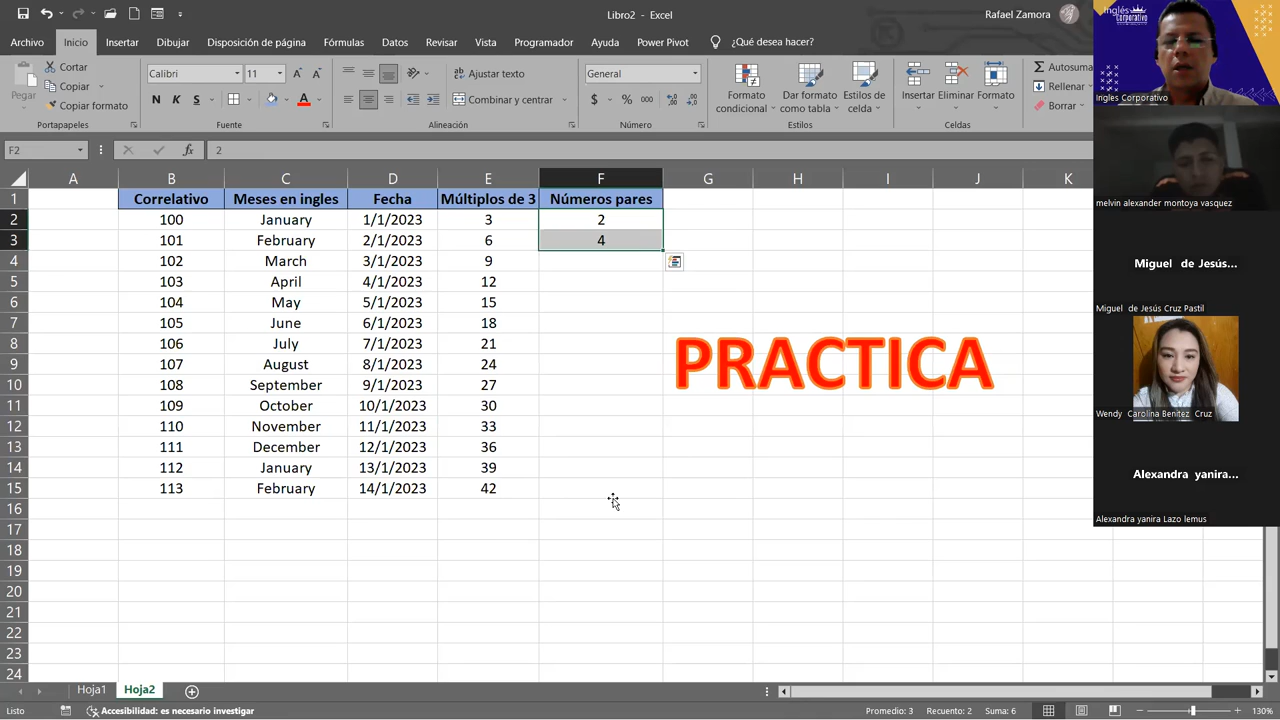 Libro2 - Excel
Rafael Zamora
Archivo Inicio Insertar Dibujar Disposición de página Fórmulas Datos Revisar Vista Programador Ayuda Power Pivot ¿Qué desea hacer?
Pegar
Cortar
Copiar
Copiar formato
Portapapeles
Calibri 11
N K S
Fuente
Ajustar texto
Combinar y centrar
Alineación
General
$ % 000
Número
Formato condicional
Dar formato como tabla
Estilos de celda
Estilos
Insertar Eliminar Formato
Celdas
Autosuma
Rellenar
Borrar
F2 fx 2
A B C D E F G H I J K
1 Correlativo Meses en ingles Fecha Múltiplos de 3 Números pares
2 100 January 1/1/2023 3 2
3 101 February 2/1/2023 6 4
4 102 March 3/1/2023 9
5 103 April 4/1/2023 12
6 104 May 5/1/2023 15
7 105 June 6/1/2023 18
8 106 July 7/1/2023 21
9 107 August 8/1/2023 24
10 108 September 9/1/2023 27
11 109 October 10/1/2023 30
12 110 November 11/1/2023 33
13 111 December 12/1/2023 36
14 112 January 13/1/2023 39
15 113 February 14/1/2023 42
16
17
18
19
20
21
22
23
24
PRACTICA
Hoja1 Hoja2
Listo Accesibilidad: es necesario investigar Promedio: 3 Recuento: 2 Suma: 6 130%
Inglés Corporativo
Ingles Corporativo
melvin alexander montoya vasquez
Miguel de Jesús...
Miguel de Jesús Cruz Pastil
Wendy Carolina Benitez Cruz
Alexandra yanira...
Alexandra yanira Lazo lemus